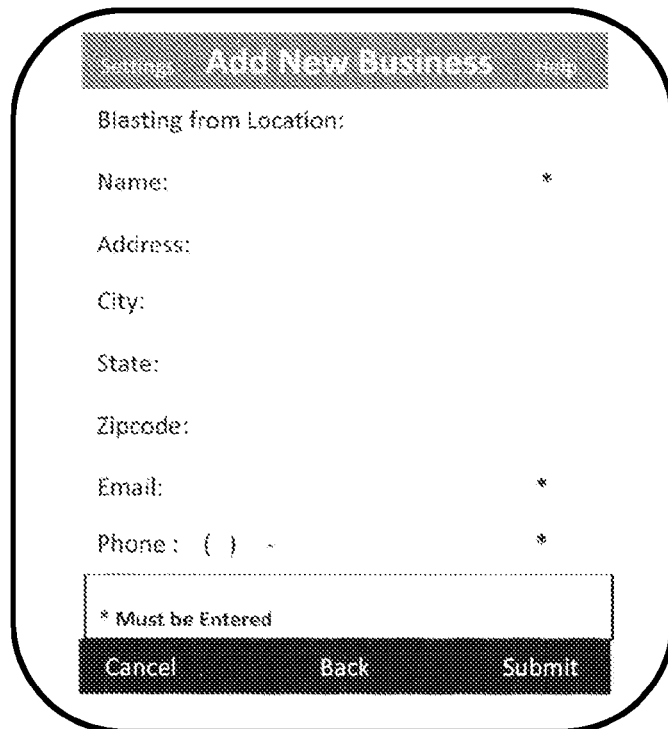 Settings Add New Business Help
Blasting from Location:
Name: *
Address:
City:
State:
Zipcode:
Email: *
Phone : ( ) -  *
* Must be Entered
Cancel Back Submit